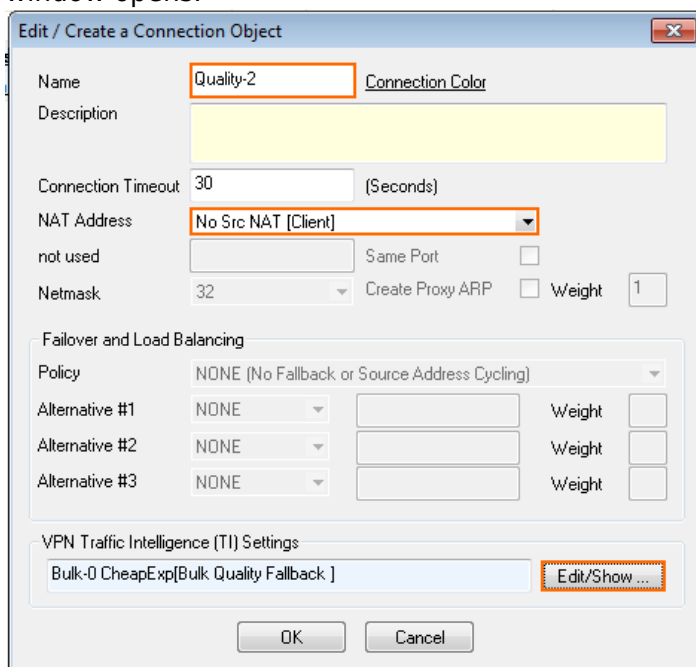 window opens.
Edit / Create a Connection Object
Name Quality-2 Connection Color
Description
Connection Timeout 30 (Seconds)
NAT Address No Src NAT [Client]
not used Same Port
Netmask 32 Create Proxy ARP Weight 1
Failover and Load Balancing
Policy NONE (No Fallback or Source Address Cycling)
Alternative #1 NONE Weight
Alternative #2 NONE Weight
Alternative #3 NONE Weight
VPN Traffic Intelligence (TI) Settings
Bulk-0 CheapExp[Bulk Quality Fallback ] Edit/Show ...
OK Cancel